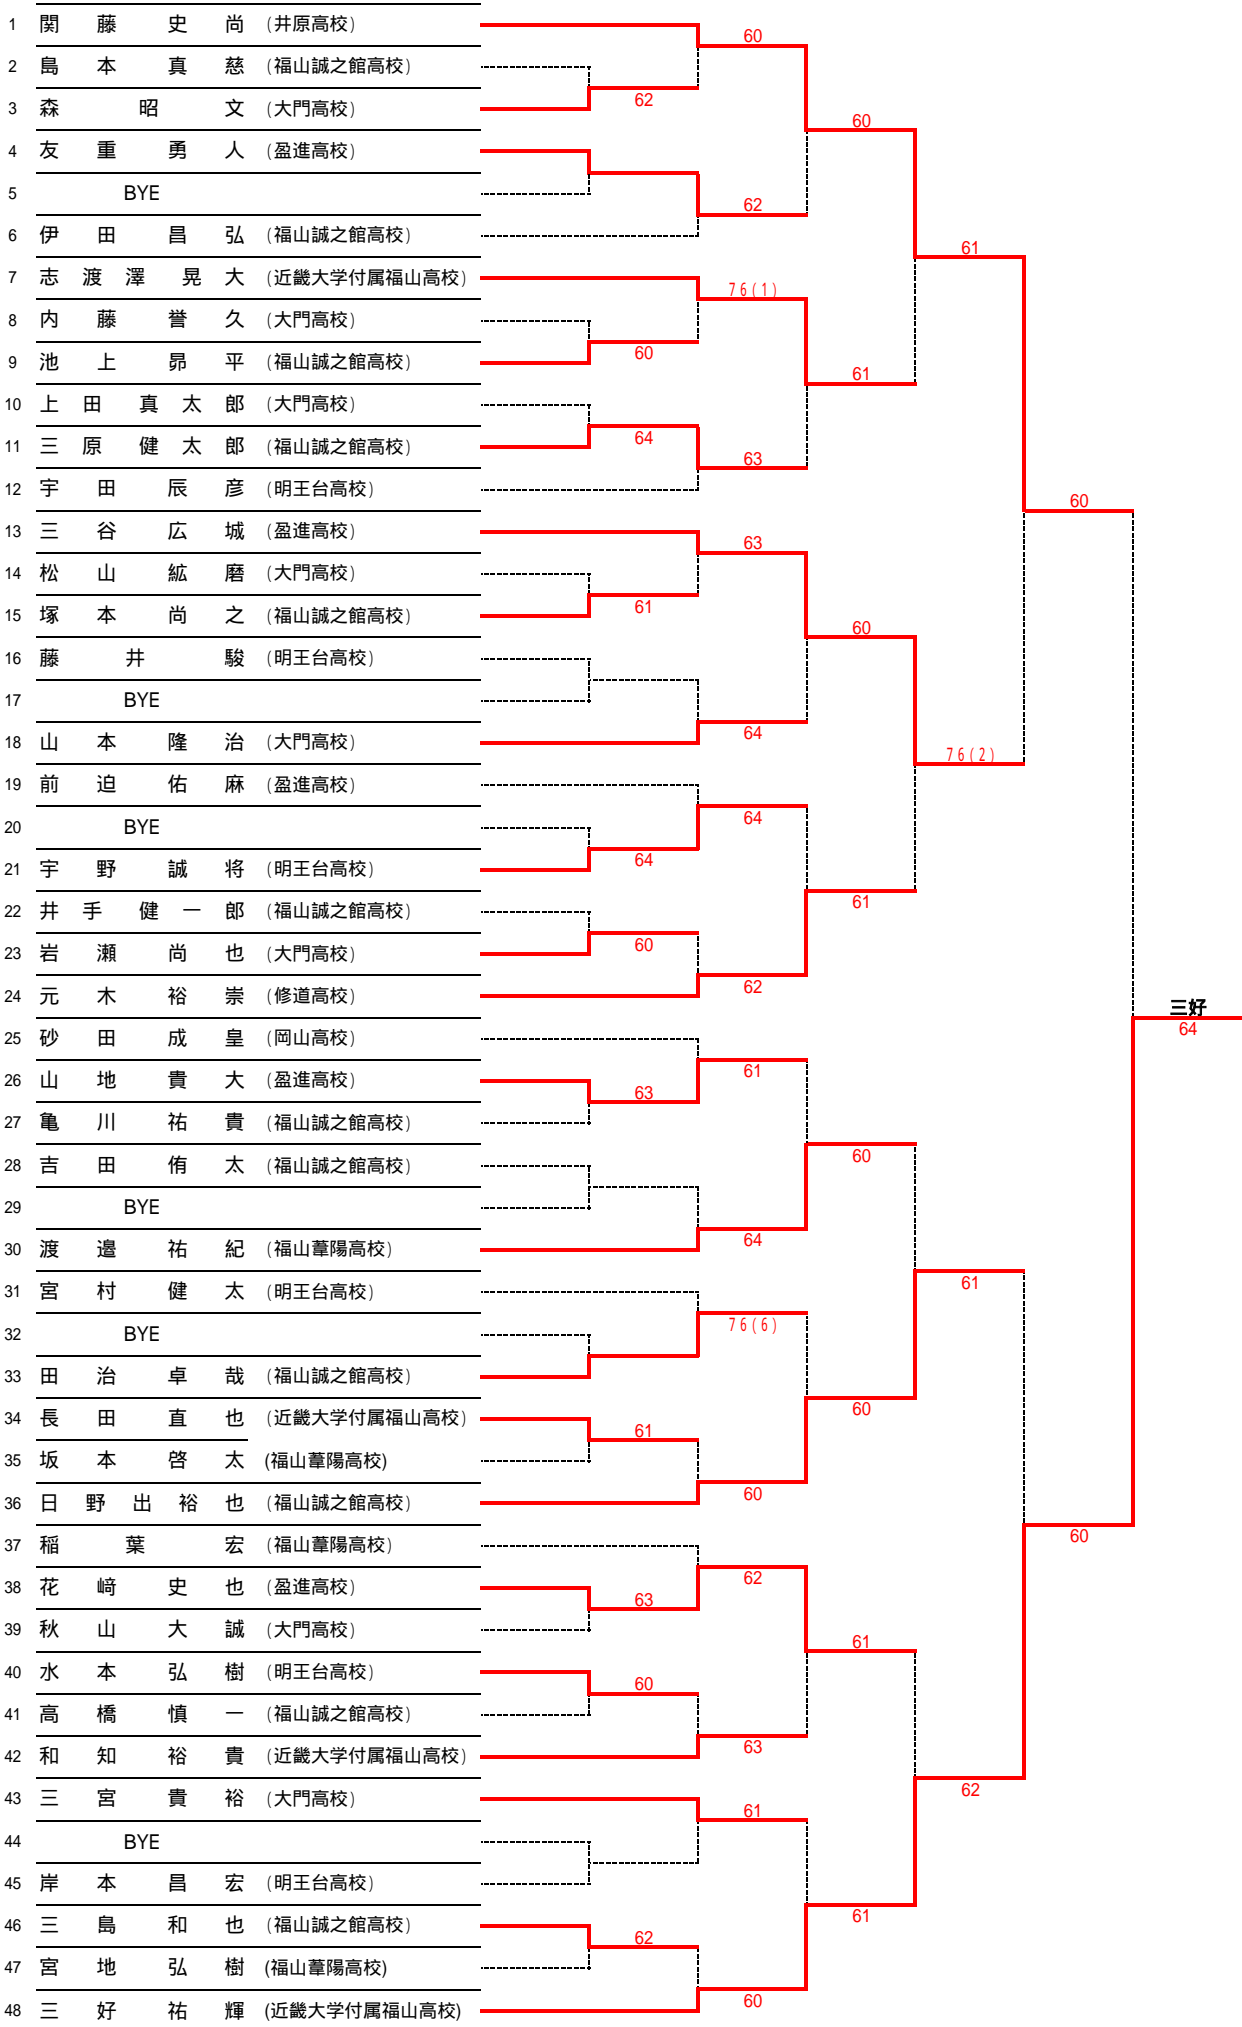 1 関藤史尚 (井原高校)
60
2 島本真慈 (福山誠之館高校)
62
3 森昭文 (大門高校)
60
4 友重勇人 (盈進高校)
5 BYE
62
6 伊田昌弘 (福山誠之館高校)
61
7 志渡澤晃大 (近畿大学付属福山高校)
76(1)
8 内藤誉久 (大門高校)
60
9 池上昴平 (福山誠之館高校)
61
10 上田真太郎 (大門高校)
64
11 三原健太郎 (福山誠之館高校)
63
12 宇田辰彦 (明王台高校)
60
13 三谷広城 (盈進高校)
63
14 松山紘磨 (大門高校)
61
15 塚本尚之 (福山誠之館高校)
60
16 藤井駿 (明王台高校)
17 BYE
64
18 山本隆治 (大門高校)
76(2)
19 前迫佑麻 (盈進高校)
64
20 BYE
64
21 宇野誠将 (明王台高校)
61
22 井手健一郎 (福山誠之館高校)
60
23 岩瀬尚也 (大門高校)
62
24 元木裕崇 (修道高校)
三好
64
25 砂田成皇 (岡山高校)
61
26 山地貴大 (盈進高校)
63
27 亀川祐貴 (福山誠之館高校)
60
28 吉田侑太 (福山誠之館高校)
29 BYE
64
30 渡邉祐紀 (福山葦陽高校)
61
31 宮村健太 (明王台高校)
76(6)
32 BYE
33 田治卓哉 (福山誠之館高校)
60
34 長田直也 (近畿大学付属福山高校)
61
35 坂本啓太 (福山葦陽高校)
60
36 日野出裕也 (福山誠之館高校)
60
37 稲葉宏 (福山葦陽高校)
62
38 花﨑史也 (盈進高校)
63
39 秋山大誠 (大門高校)
61
40 水本弘樹 (明王台高校)
60
41 高橋慎一 (福山誠之館高校)
63
42 和知裕貴 (近畿大学付属福山高校)
62
43 三宮貴裕 (大門高校)
61
44 BYE
45 岸本昌宏 (明王台高校)
61
46 三島和也 (福山誠之館高校)
62
47 宮地弘樹 (福山葦陽高校)
60
48 三好祐輝 (近畿大学付属福山高校)